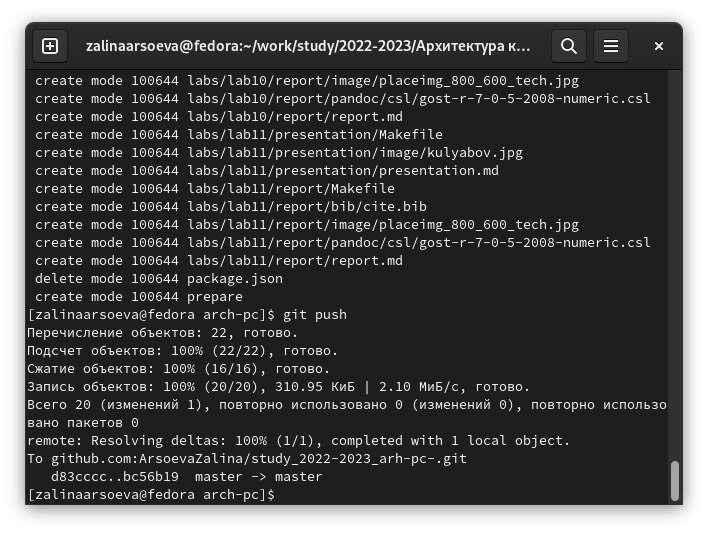 zalinaarsoeva@fedora:~/work/study/2022-2023/Архитектура к...
create mode 100644 labs/lab10/report/image/placeimg_800_600_tech.jpg
create mode 100644 labs/lab10/report/pandoc/csl/gost-r-7-0-5-2008-numeric.csl
create mode 100644 labs/lab10/report/report.md
create mode 100644 labs/lab11/presentation/Makefile
create mode 100644 labs/lab11/presentation/image/kulyabov.jpg
create mode 100644 labs/lab11/presentation/presentation.md
create mode 100644 labs/lab11/report/Makefile
create mode 100644 labs/lab11/report/bib/cite.bib
create mode 100644 labs/lab11/report/image/placeimg_800_600_tech.jpg
create mode 100644 labs/lab11/report/pandoc/csl/gost-r-7-0-5-2008-numeric.csl
create mode 100644 labs/lab11/report/report.md
delete mode 100644 package.json
create mode 100644 prepare
[zalinaarsoeva@fedora arch-pc]$ git push
Перечисление объектов: 22, готово.
Подсчет объектов: 100% (22/22), готово.
Сжатие объектов: 100% (16/16), готово.
Запись объектов: 100% (20/20), 310.95 КиБ | 2.10 МиБ/с, готово.
Всего 20 (изменений 1), повторно использовано 0 (изменений 0), повторно использо
вано пакетов 0
remote: Resolving deltas: 100% (1/1), completed with 1 local object.
To github.com:ArsoevaZalina/study_2022-2023_arh-pc-.git
d83cccc..bc56b19  master -> master
[zalinaarsoeva@fedora arch-pc]$